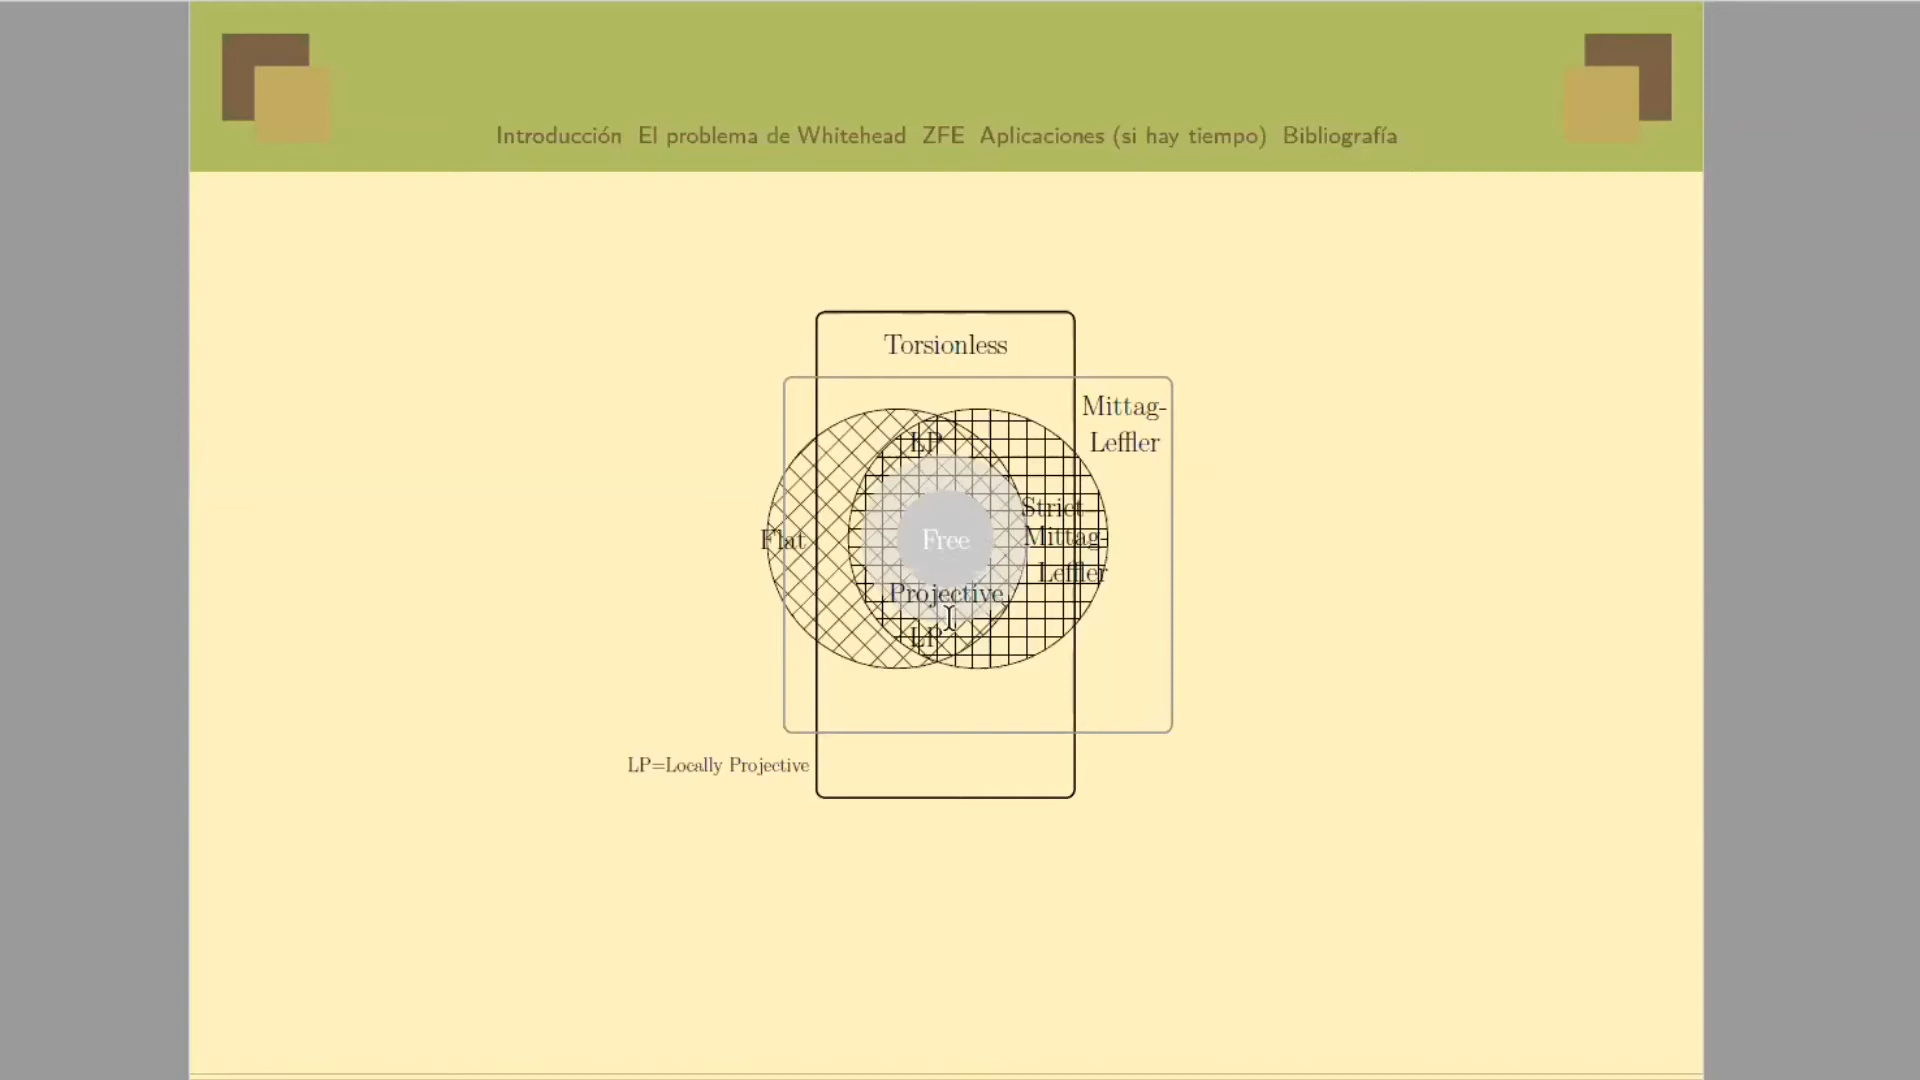 Introducción El problema de Whitehead ZFE Aplicaciones (si hay tiempo) Bibliografía
Torsionless
Mittag-
Leffler
LP
Strict
Mittag-
Leffler
Flat
Free
Projective
LP
LP=Locally Projective